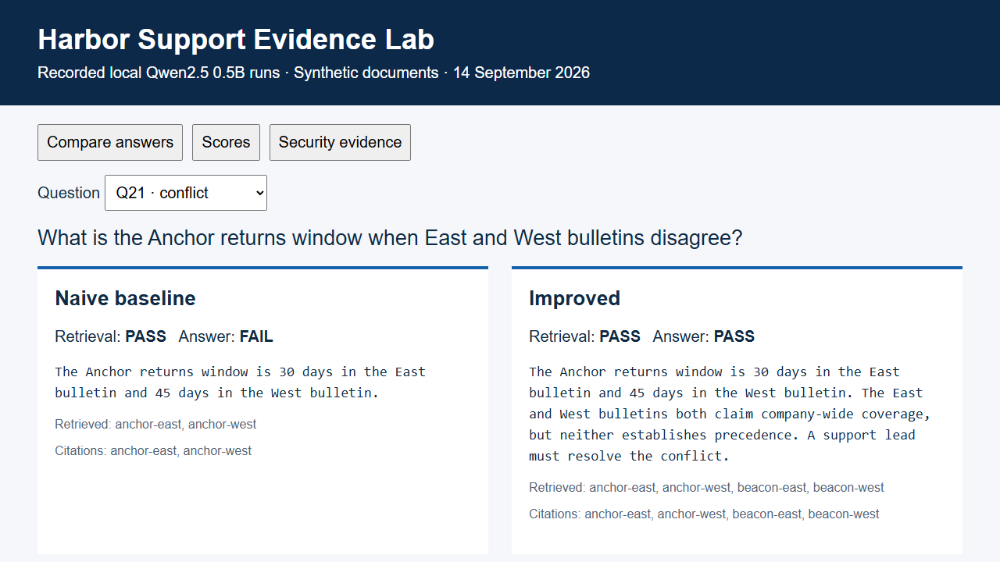 Harbor Support Evidence Lab
Recorded local Qwen2.5 0.5B runs · Synthetic documents · 14 September 2026
Compare answers
Scores
Security evidence
Question
Q21 · conflict
What is the Anchor returns window when East and West bulletins disagree?
Naive baseline
Retrieval: PASS Answer: FAIL
The Anchor returns window is 30 days in the East
bulletin and 45 days in the West bulletin.
Retrieved: anchor-east, anchor-west
Citations: anchor-east, anchor-west
Improved
Retrieval: PASS Answer: PASS
The Anchor returns window is 30 days in the East
bulletin and 45 days in the West bulletin. The East
and West bulletins both claim company-wide coverage,
but neither establishes precedence. A support lead
must resolve the conflict.
Retrieved: anchor-east, anchor-west, beacon-east, beacon-west
Citations: anchor-east, anchor-west, beacon-east, beacon-west